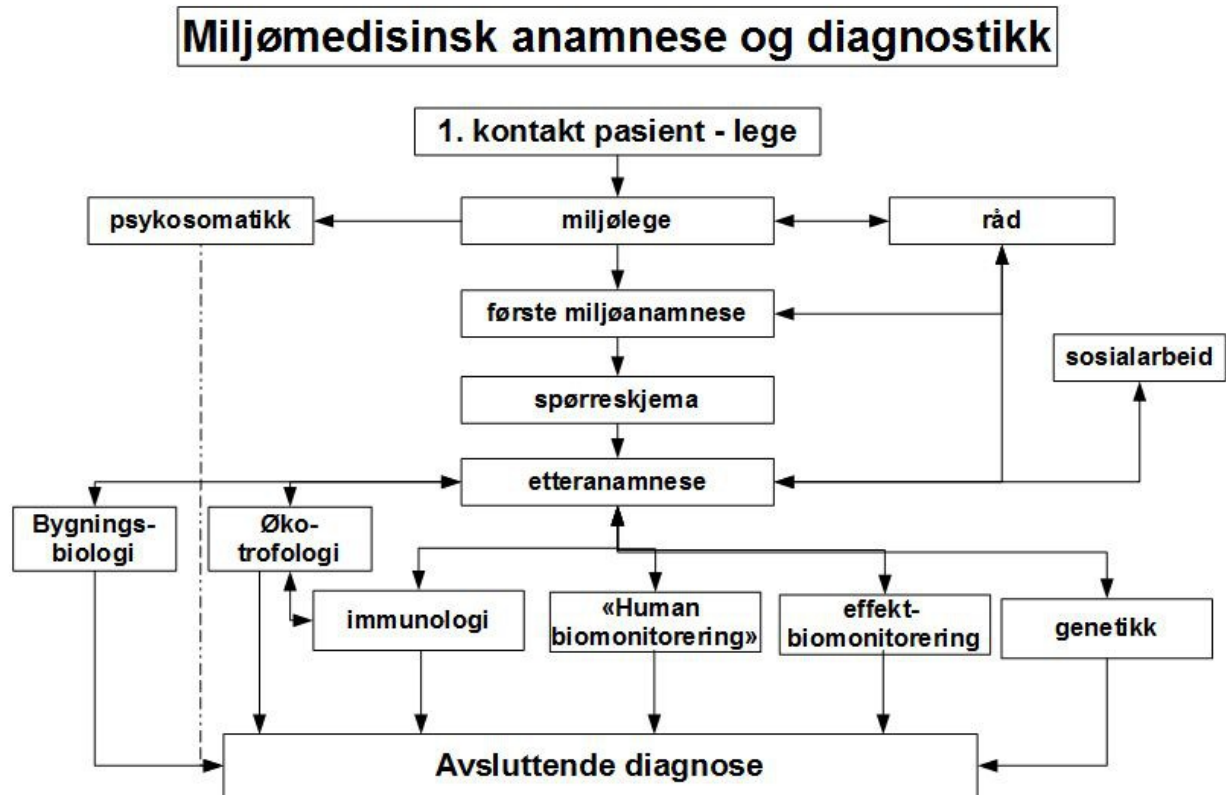 Miljømedisinsk anamnese og diagnostikk
1. kontakt pasient - lege
psykosomatikk
miljølege
råd
første miljøanamnese
sosialarbeid
spørreskjema
etteranamnese
Bygnings-
biologi
Øko-
trofologi
immunologi
«Human
biomonitorering»
effekt-
biomonitorering
genetikk
Avsluttende diagnose